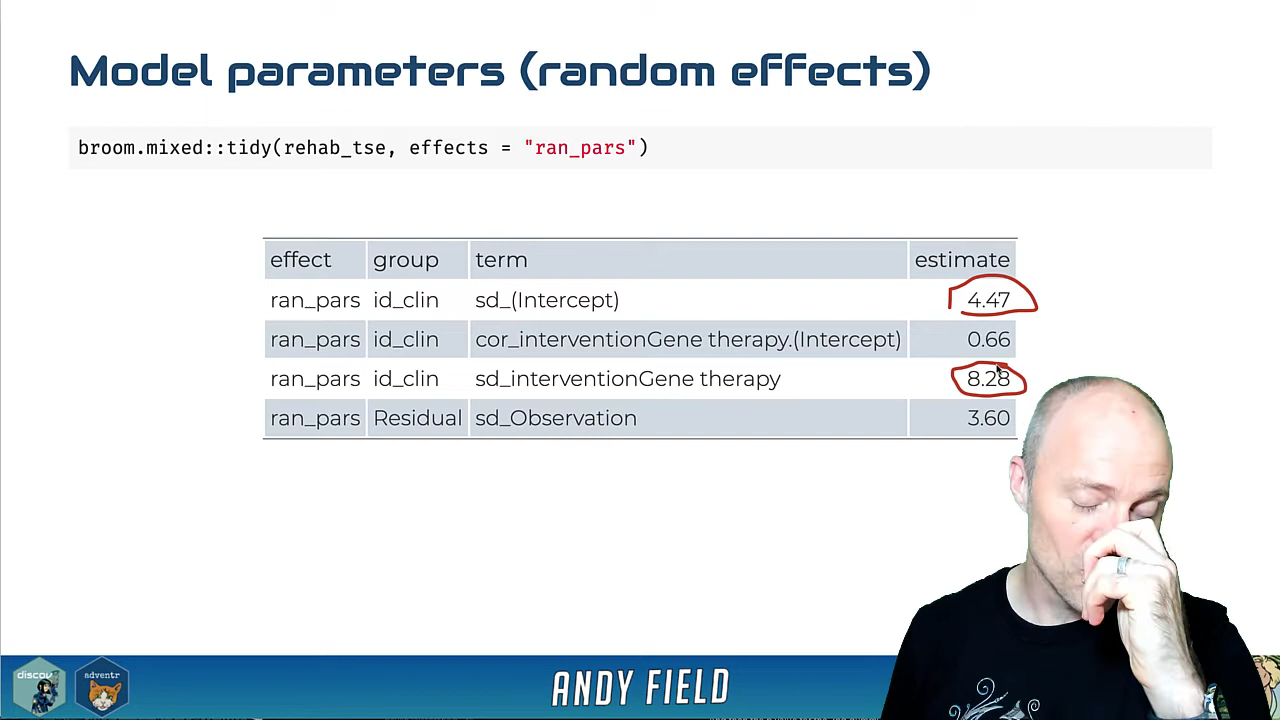 Model parameters (random effects)
broom.mixed::tidy(rehab_tse, effects = "ran_pars")
effect group term estimate
ran_pars id_clin sd_(Intercept) 4.47
ran_pars id_clin cor_interventionGene therapy.(Intercept) 0.66
ran_pars id_clin sd_interventionGene therapy 8.28
ran_pars Residual sd_Observation 3.60
adventr
ANDY FIELD